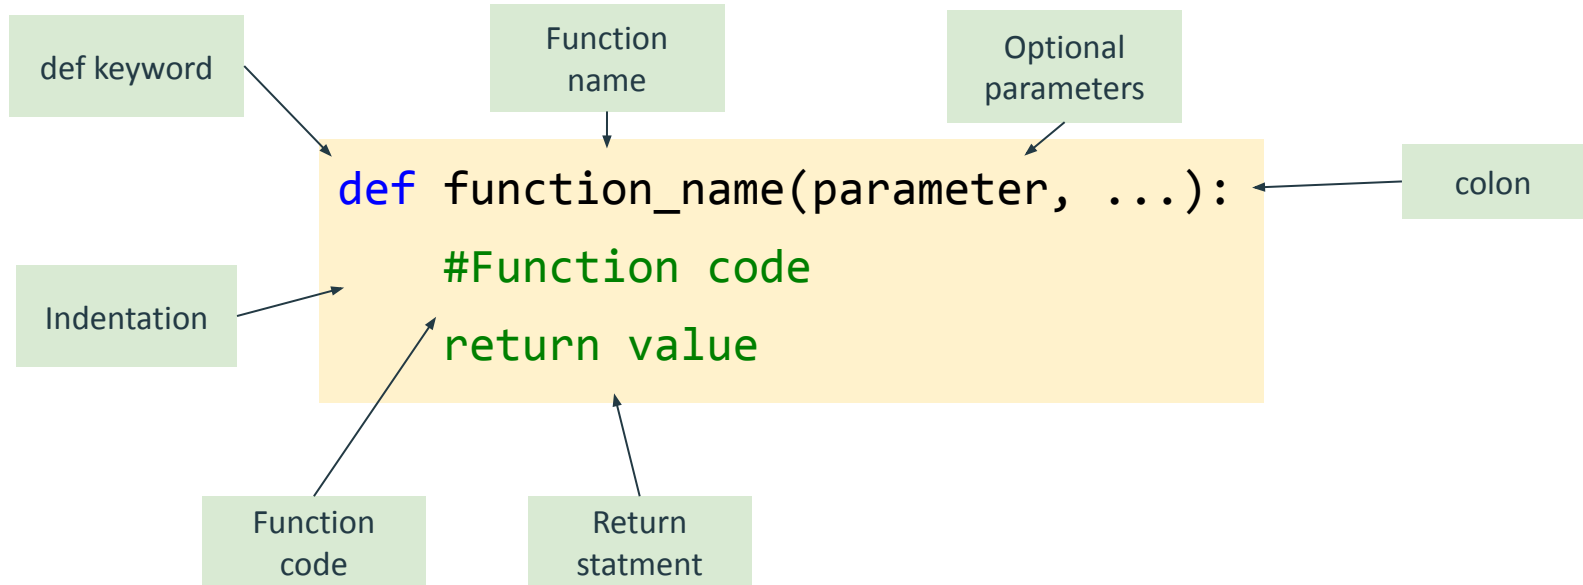 def keyword
Function
name
Optional
parameters
colon
def function_name(parameter, ...):
#Function code
return value
Indentation
Function
code
Return
statment